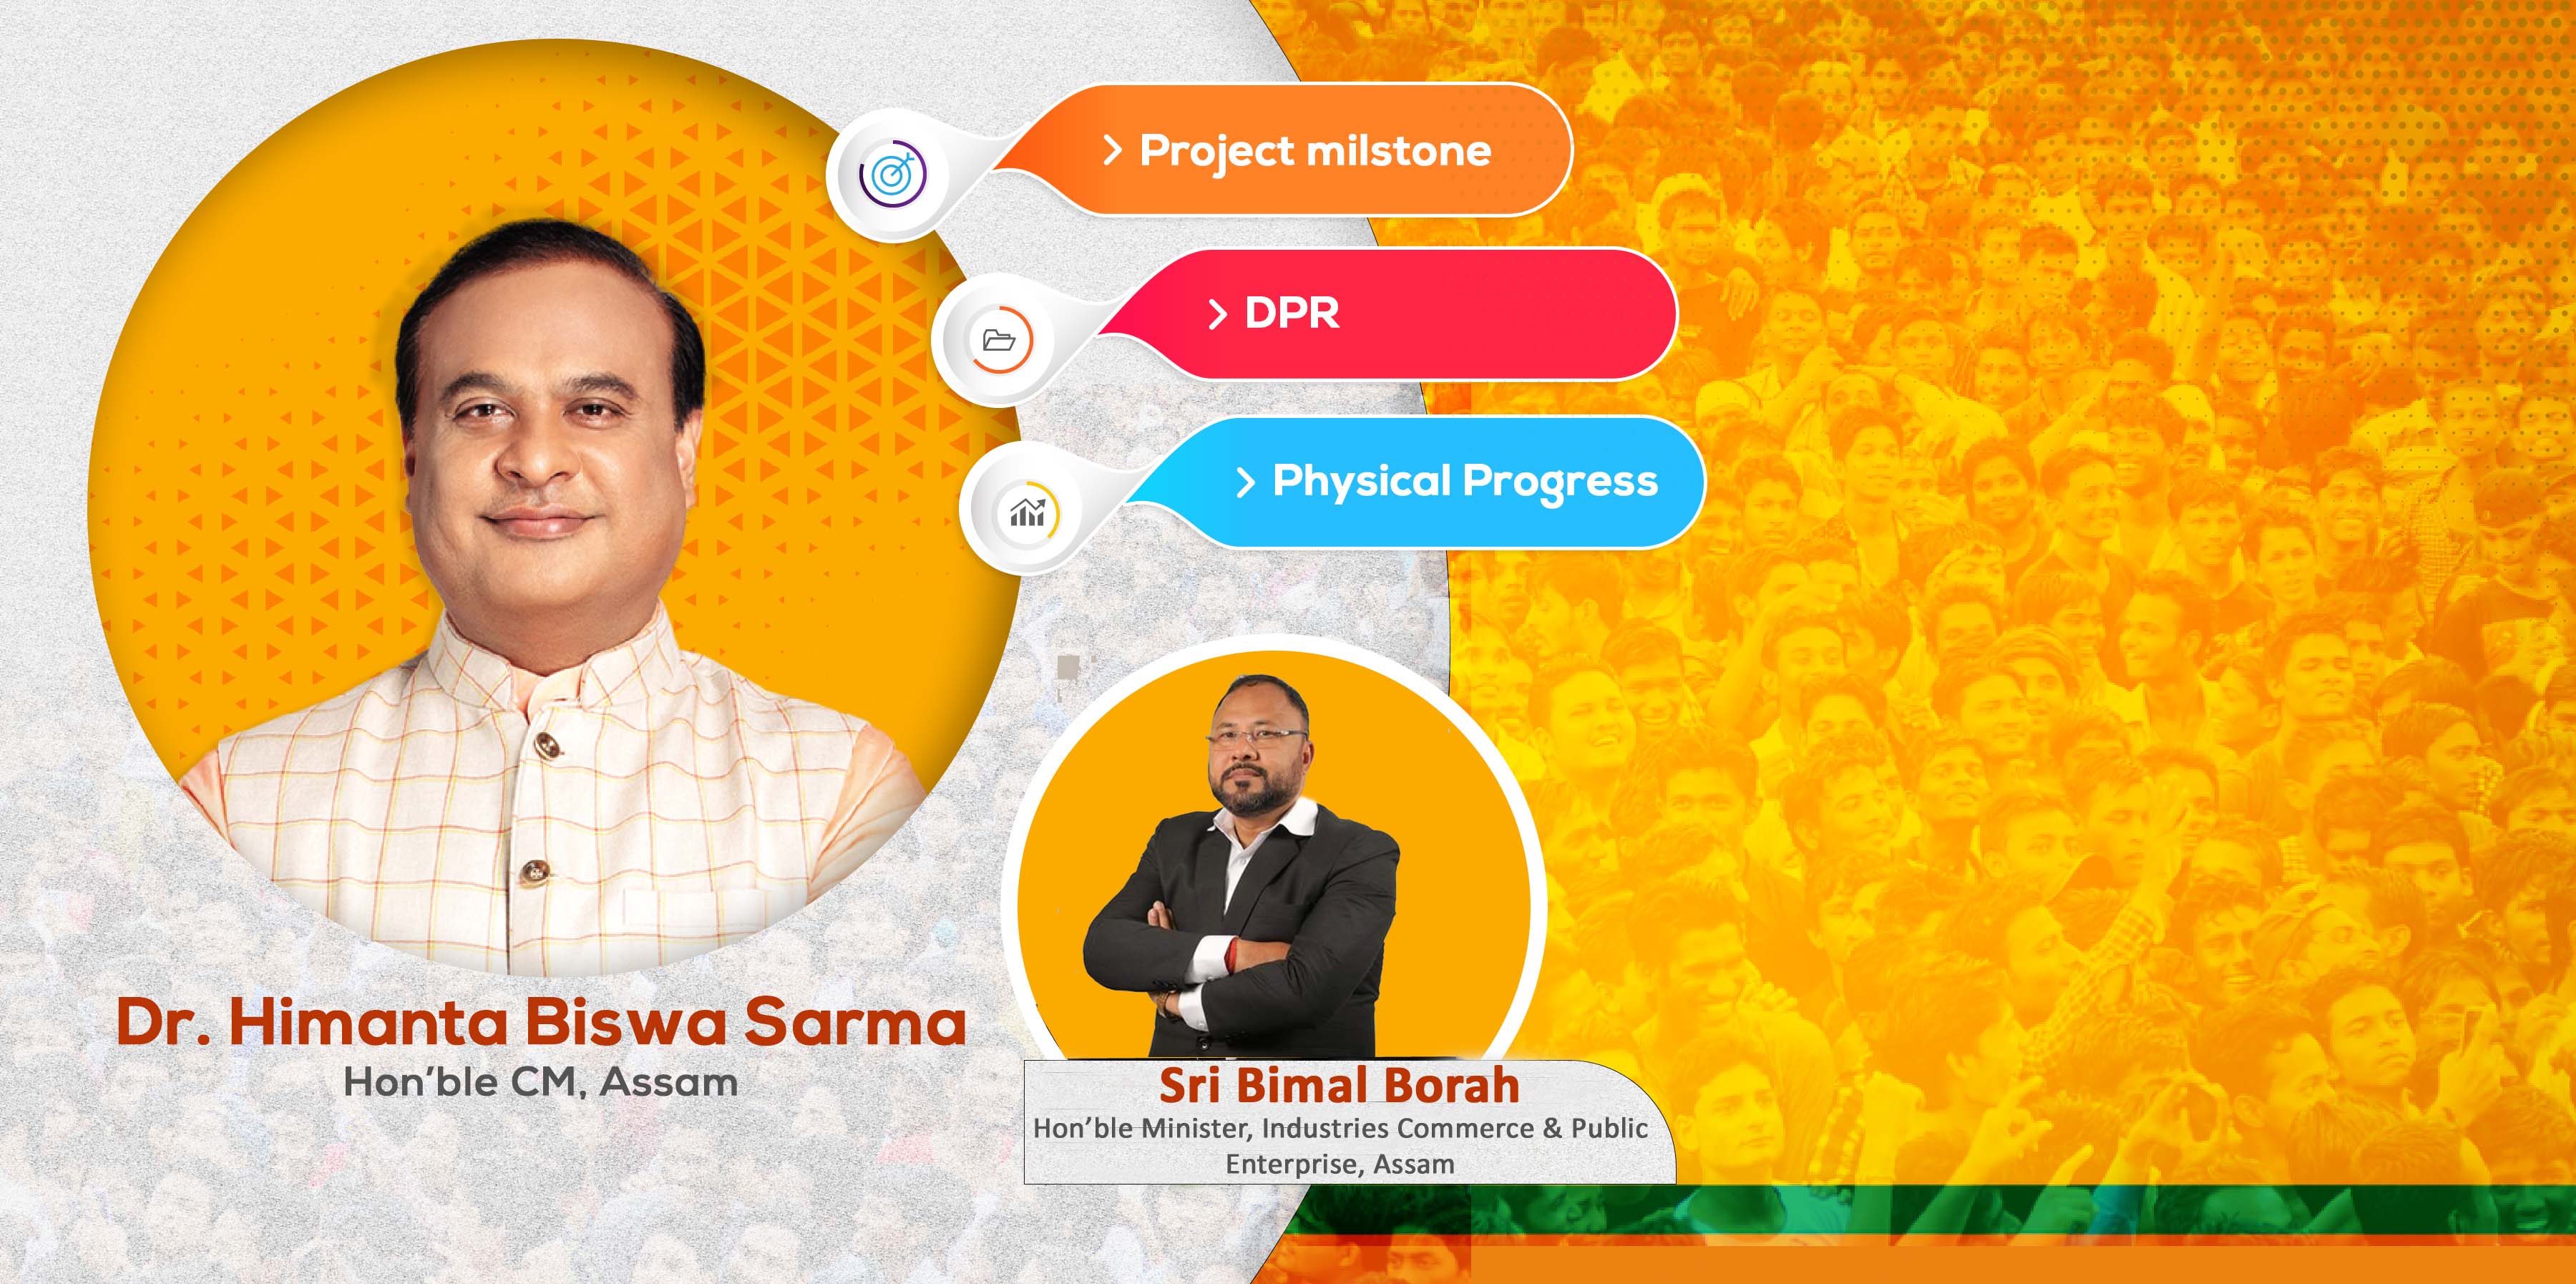 Project milstone
DPR
Physical Progress
Dr. Himanta Biswa Sarma
Hon'ble CM, Assam
Sri Bimal Borah
Hon'ble Minister, Industries Commerce & Public
Enterprise, Assam